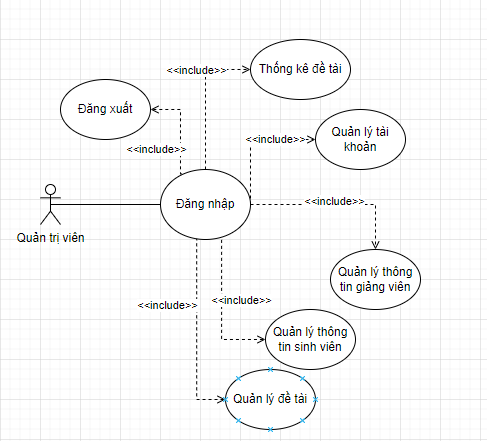 <<include>>
Thống kê đề tài
Đăng xuất
<<include>>
<<include>>
Quản lý tài
khoản
Đăng nhập
<<include>>
Quản trị viên
Quản lý thông
tin giảng viên
<<include>>
<<include>>
Quản lý thông
tin sinh viên
Quản lý đề tài